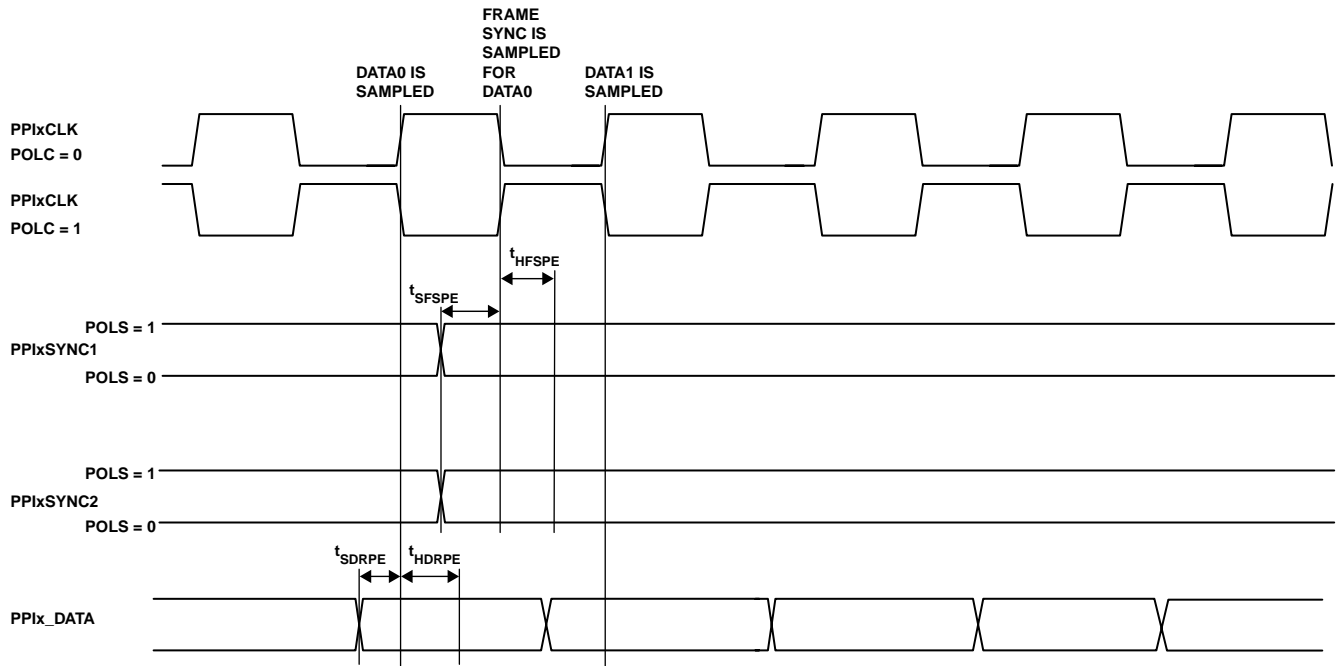 FRAME
SYNC IS
SAMPLED
FOR
DATA0
DATA0 IS
SAMPLED
DATA1 IS
SAMPLED
PPIxCLK
POLC = 0
PPIxCLK
POLC = 1
tHFSPE
tSFSPE
POLS = 1
PPIxSYNC1
POLS = 0
POLS = 1
PPIxSYNC2
POLS = 0
tSDRPE
tHDRPE
PPIx_DATA